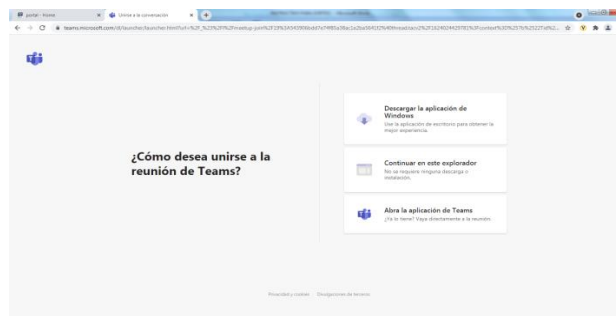 portal - Home
Unirse a la conversación
¿Cómo desea unirse a la
reunión de Teams?
Descargar la aplicación de
Windows
Use la aplicación de escritorio para obtener la
mejor experiencia.
Continuar en este explorador
No se requiere ninguna descarga o
instalación.
Abra la aplicación de Teams
¿Ya la tiene? Vaya directamente a la reunión.
Privacidad y cookies
Divulgaciones de terceros